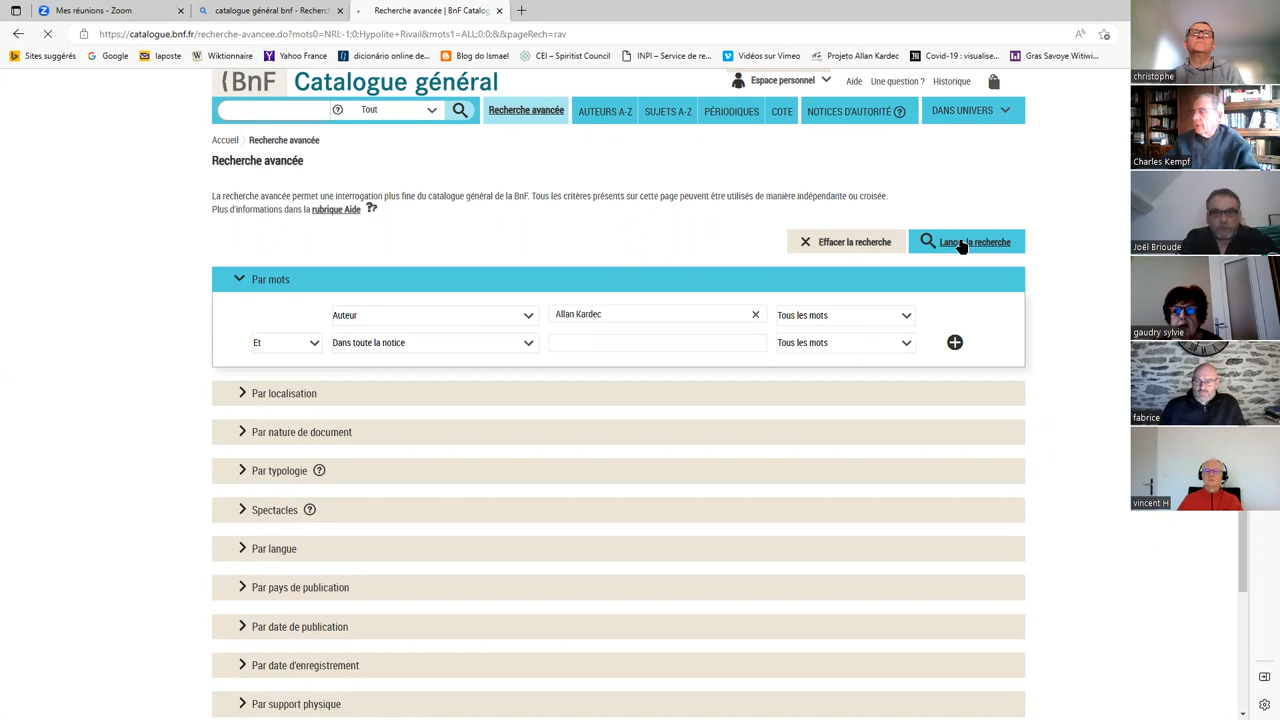 Mes réunions - Zoom
catalogue général bnf - Recherch
Recherche avancée | BnF Catalog
https://catalogue.bnf.fr/recherche-avancee.do?mots0=NRI;-1;0;Hypolite+Rivail&mots1=ALL;0;0;&&pageRech=rav
Sites suggérés
Google
laposte
Wiktionnaire
Yahoo France
dicionário online de...
Blog do Ismael
CEI – Spiritist Council
INPI – Service de re...
Vidéos sur Vimeo
Projeto Allan Kardec
Covid-19 : visualise...
Gras Savoye Witiwi...
BnF Catalogue général
Espace personnel
Aide
Une question ?
Historique
Tout
Recherche avancée
AUTEURS A-Z
SUJETS A-Z
PÉRIODIQUES
COTE
NOTICES D'AUTORITÉ
DANS UNIVERS
Accueil
Recherche avancée
Recherche avancée
La recherche avancée permet une interrogation plus fine du catalogue général de la BnF. Tous les critères présents sur cette page peuvent être utilisés de manière indépendante ou croisée.
Plus d'informations dans la rubrique Aide
Effacer la recherche
la recherche
Par mots
Auteur
Allan Kardec
Tous les mots
Et
Dans toute la notice
Tous les mots
Par localisation
Par nature de document
Par typologie
Spectacles
Par langue
Par pays de publication
Par date de publication
Par date d'enregistrement
Par support physique
christophe
Charles Kempf
Joël Brioude
gaudry sylvie
fabrice
vincent H